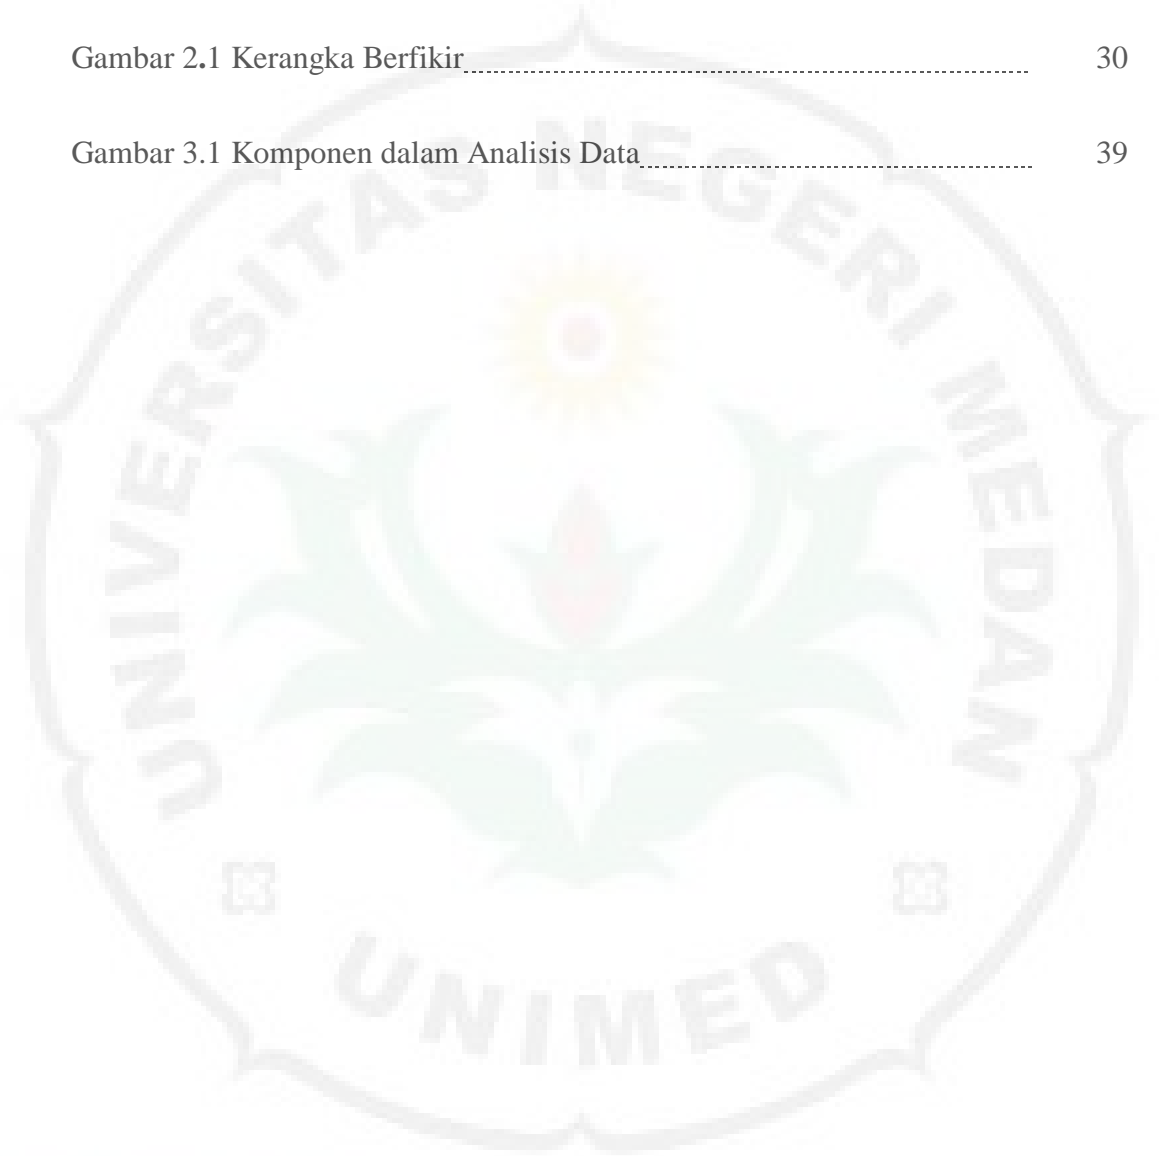 Gambar 2.1 Kerangka Berfikir 30
Gambar 3.1 Komponen dalam Analisis Data 39
UNIVERSITAS NEGERI MEDAN
UNIMED